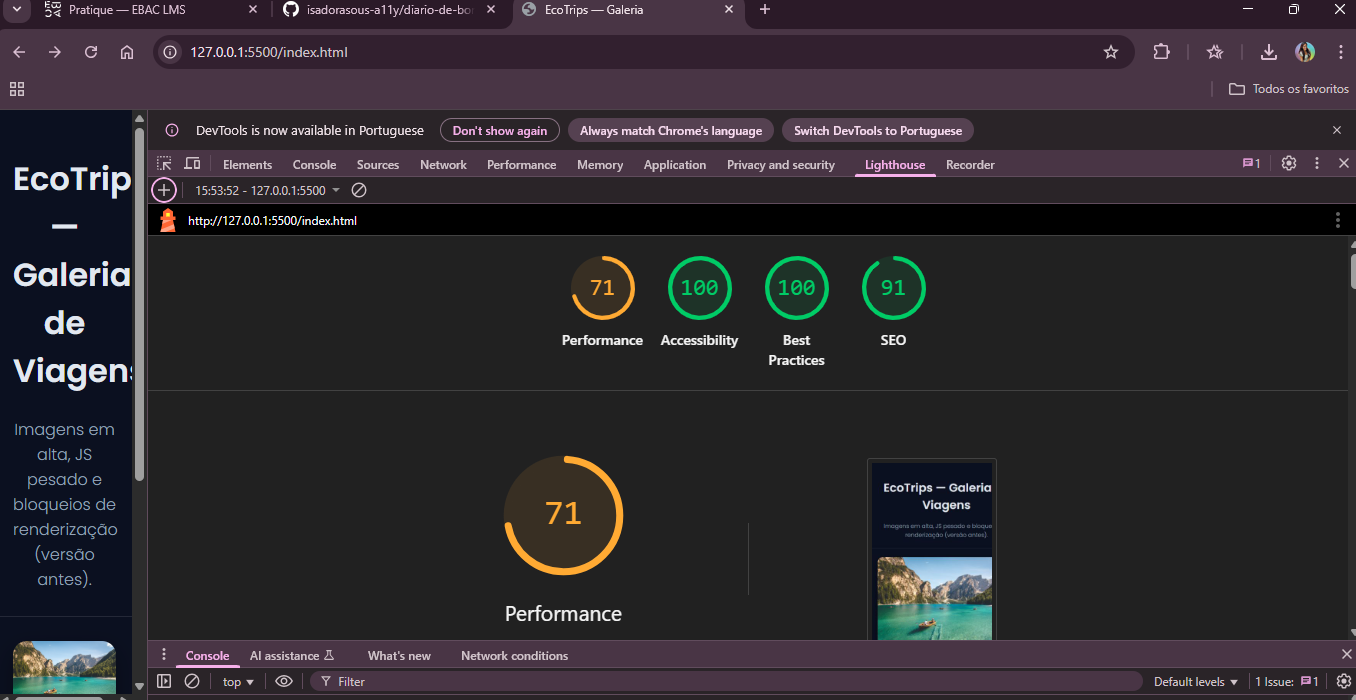 Pratique — EBAC LMS
isadorasous-a11y/diario-de-bor
EcoTrips — Galeria
127.0.0.1:5500/index.html
Todos os favoritos
EcoTrip
—
Galeria
de
Viagens
Imagens em
alta, JS
pesado e
bloqueios de
renderização
(versão
antes).
DevTools is now available in Portuguese
Don't show again
Always match Chrome's language
Switch DevTools to Portuguese
Elements
Console
Sources
Network
Performance
Memory
Application
Privacy and security
Lighthouse
Recorder
1
15:53:52 - 127.0.0.1:5500
http://127.0.0.1:5500/index.html
71
100
100
91
Performance
Accessibility
Best
Practices
SEO
71
Performance
EcoTrips — Galeria
Viagens
Imagens em alta, JS pesado e bloque
renderização (versão antes)
Console
AI assistance
What's new
Network conditions
top
Filter
Default levels
1 Issue:
1